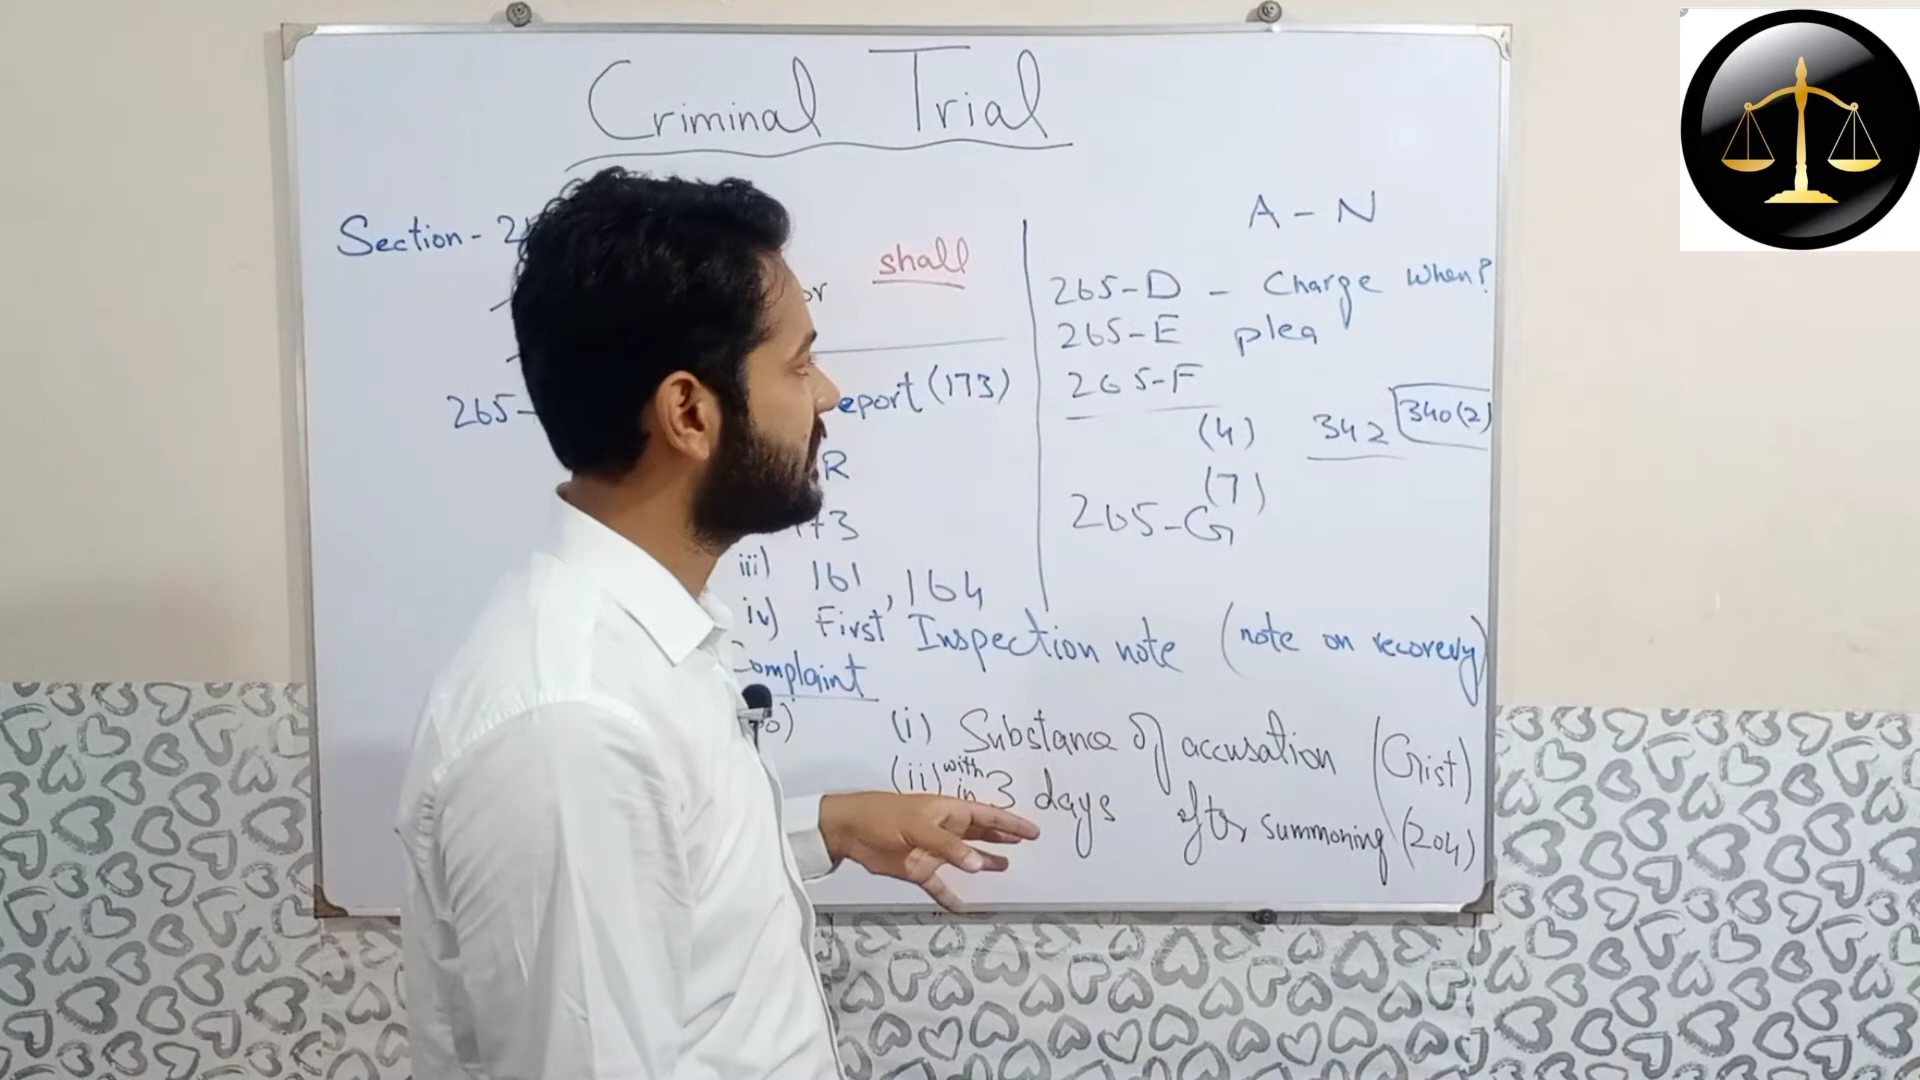 Criminal Trial
Section - 2
shall
or
265-
eport (173)
R
73
iii) 161, 164
iv) First Inspection note (note on recovery)
Complaint
(i) Substance of accusation (Gist)
(ii) with in 3 days after summoning (204)
A - N
265-D - Charge When?
265-E plea
265-F
(4) 342 340(2)
(7)
265-G